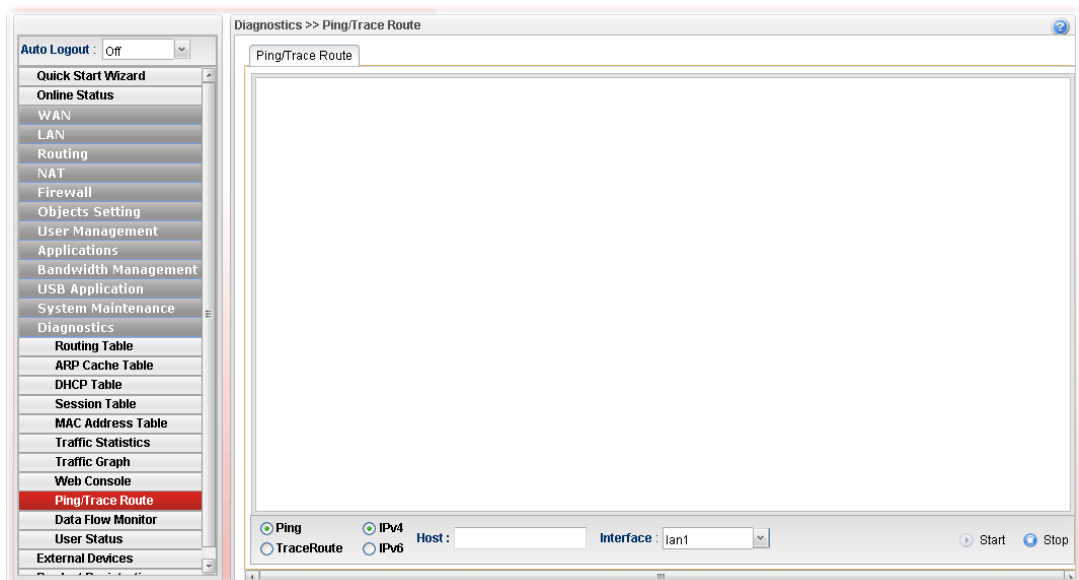 Auto Logout : Off
Quick Start Wizard
Online Status
WAN
LAN
Routing
NAT
Firewall
Objects Setting
User Management
Applications
Bandwidth Management
USB Application
System Maintenance
Diagnostics
Routing Table
ARP Cache Table
DHCP Table
Session Table
MAC Address Table
Traffic Statistics
Traffic Graph
Web Console
Ping/Trace Route
Data Flow Monitor
User Status
External Devices
Diagnostics >> Ping/Trace Route
?
Ping/Trace Route
Ping
TraceRoute
IPv4
IPv6
Host :
Interface : lan1
Start
Stop